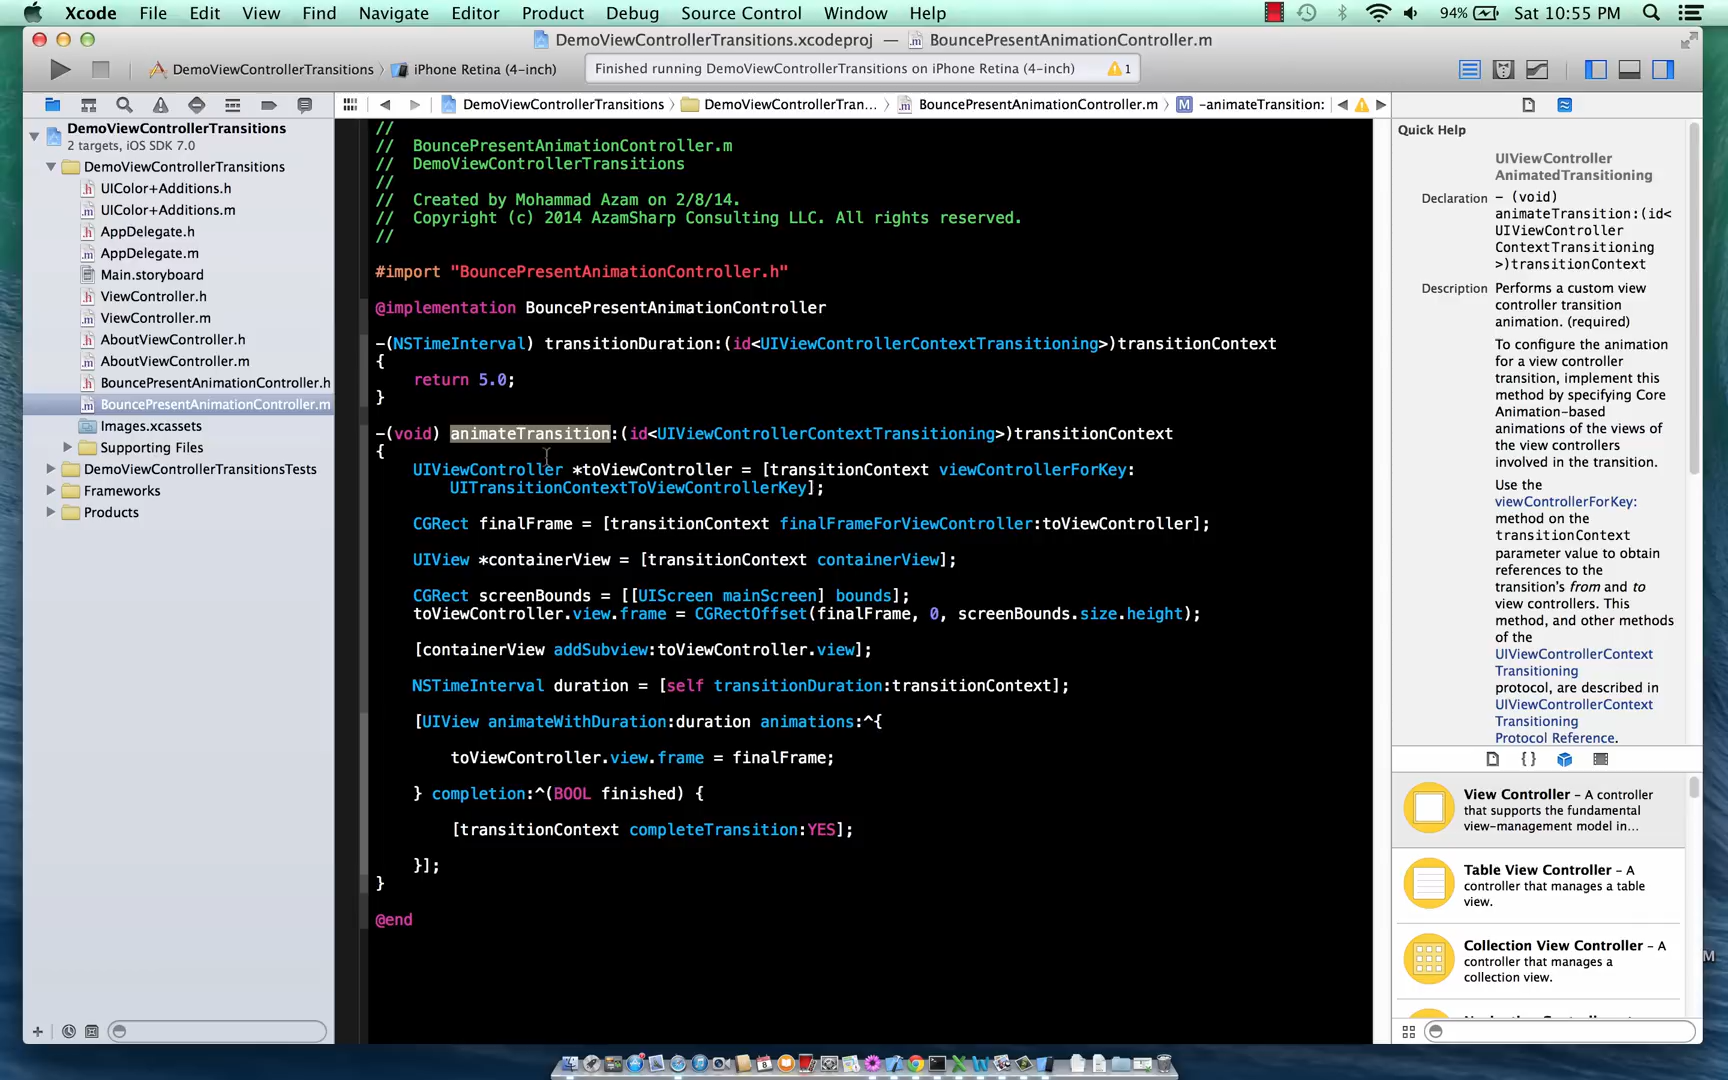 Xcode File Edit View Find Navigate Editor Product Debug Source Control Window Help 94% Sat 10:55 PM
DemoViewControllerTransitions.xcodeproj — BouncePresentAnimationController.m
DemoViewControllerTransitions iPhone Retina (4-inch) Finished running DemoViewControllerTransitions on iPhone Retina (4-inch) 1
DemoViewControllerTransitions DemoViewControllerTran... BouncePresentAnimationController.m M -animateTransition:
DemoViewControllerTransitions
2 targets, iOS SDK 7.0
DemoViewControllerTransitions
UIColor+Additions.h
UIColor+Additions.m
AppDelegate.h
AppDelegate.m
Main.storyboard
ViewController.h
ViewController.m
AboutViewController.h
AboutViewController.m
BouncePresentAnimationController.h
BouncePresentAnimationController.m
Images.xcassets
Supporting Files
DemoViewControllerTransitionsTests
Frameworks
Products
//
// BouncePresentAnimationController.m
// DemoViewControllerTransitions
//
// Created by Mohammad Azam on 2/8/14.
// Copyright (c) 2014 AzamSharp Consulting LLC. All rights reserved.
//
#import "BouncePresentAnimationController.h"
@implementation BouncePresentAnimationController
-(NSTimeInterval) transitionDuration:(id<UIViewControllerContextTransitioning>)transitionContext
{
return 5.0;
}
-(void) animateTransition:(id<UIViewControllerContextTransitioning>)transitionContext
{
UIViewController *toViewController = [transitionContext viewControllerForKey:
UITransitionContextToViewControllerKey];
CGRect finalFrame = [transitionContext finalFrameForViewController:toViewController];
UIView *containerView = [transitionContext containerView];
CGRect screenBounds = [[UIScreen mainScreen] bounds];
toViewController.view.frame = CGRectOffset(finalFrame, 0, screenBounds.size.height);
[containerView addSubview:toViewController.view];
NSTimeInterval duration = [self transitionDuration:transitionContext];
[UIView animateWithDuration:duration animations:^{
toViewController.view.frame = finalFrame;
} completion:^(BOOL finished) {
[transitionContext completeTransition:YES];
}];
}
@end
Quick Help
UIViewController
AnimatedTransitioning
Declaration - (void)
animateTransition:(id<
UIViewController
ContextTransitioning
>)transitionContext
Description Performs a custom view
controller transition
animation. (required)
To configure the animation
for a view controller
transition, implement this
method by specifying Core
Animation-based
animations of the views of
the view controllers
involved in the transition.
Use the
viewControllerForKey:
method on the
transitionContext
parameter value to obtain
references to the
transition's from and to
view controllers. This
method, and other methods
of the
UIViewControllerContext
Transitioning
protocol, are described in
UIViewControllerContext
Transitioning
Protocol Reference.
View Controller – A controller
that supports the fundamental
view-management model in...
Table View Controller – A
controller that manages a table
view.
Collection View Controller – A
controller that manages a
collection view.